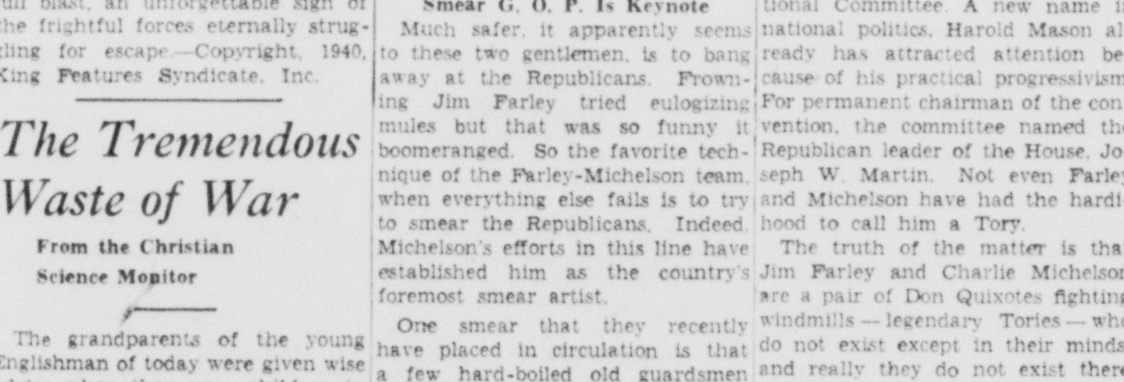 full blast, an unforgettable sign of
the frightful forces eternally strug-
gling for escape.—Copyright, 1940,
King Features Syndicate, Inc.
The Tremendous
Waste of War
From the Christian
Science Monitor
The grandparents of the young
Englishman of today were given wise
Smear G. O. P. Is Keynote
Much safer, it apparently seems
to these two gentlemen, is to bang
away at the Republicans. Frown-
ing Jim Farley tried eulogizing
mules but that was so funny it
boomeranged. So the favorite tech-
nique of the Farley-Michelson team,
when everything else fails is to try
to smear the Republicans. Indeed
Michelson's efforts in this line have
established him as the country's
foremost smear artist.
One smear that they recently
have placed in circulation is that
a few hard-boiled old guardsmen
tional Committee. A new name in
national politics, Harold Mason al
ready has attracted attention be
cause of his practical progressivism
For permanent chairman of the con
vention, the committee named the
Republican leader of the House, Jo
seph W. Martin. Not even Farley
and Michelson have had the hardi
hood to call him a Tory.
The truth of the matter is that
Jim Farley and Charlie Michelson
are a pair of Don Quixotes fighting
windmills — legendary Tories — who
do not exist except in their minds
and really they do not exist there